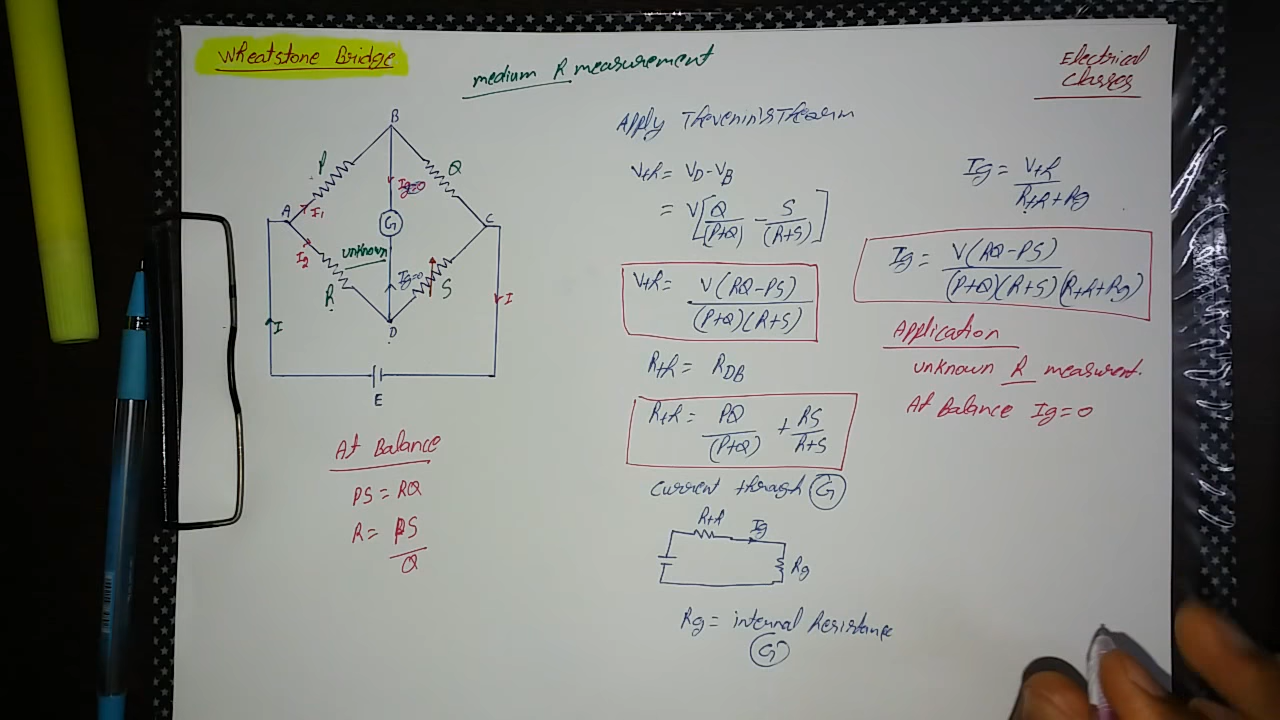 Wheatstone Bridge
medium R measurement
Electrical
Classes
B
P
Q
Ig=0
A
I1
G
C
I2
unknown
Ig=0
R
S
I
I
D
E
At Balance
PS = RQ
R = PS/Q
Apply Thevenin's Thearm
Vth = VD - VB
= V[Q/(P+Q) - S/(R+S)]
Vth = V(RQ-PS)/(P+Q)(R+S)
Rth = RDB
Rth = PQ/(P+Q) + RS/R+S
Current through G
Rth
Ig
Rg
Rg = internal Resistance
G
Ig = Vth/Rth+Rg
Ig = V(RQ-PS)/(P+Q)(R+S)(Rth+Rg)
Application
unknown R measurent.
At Balance Ig = 0